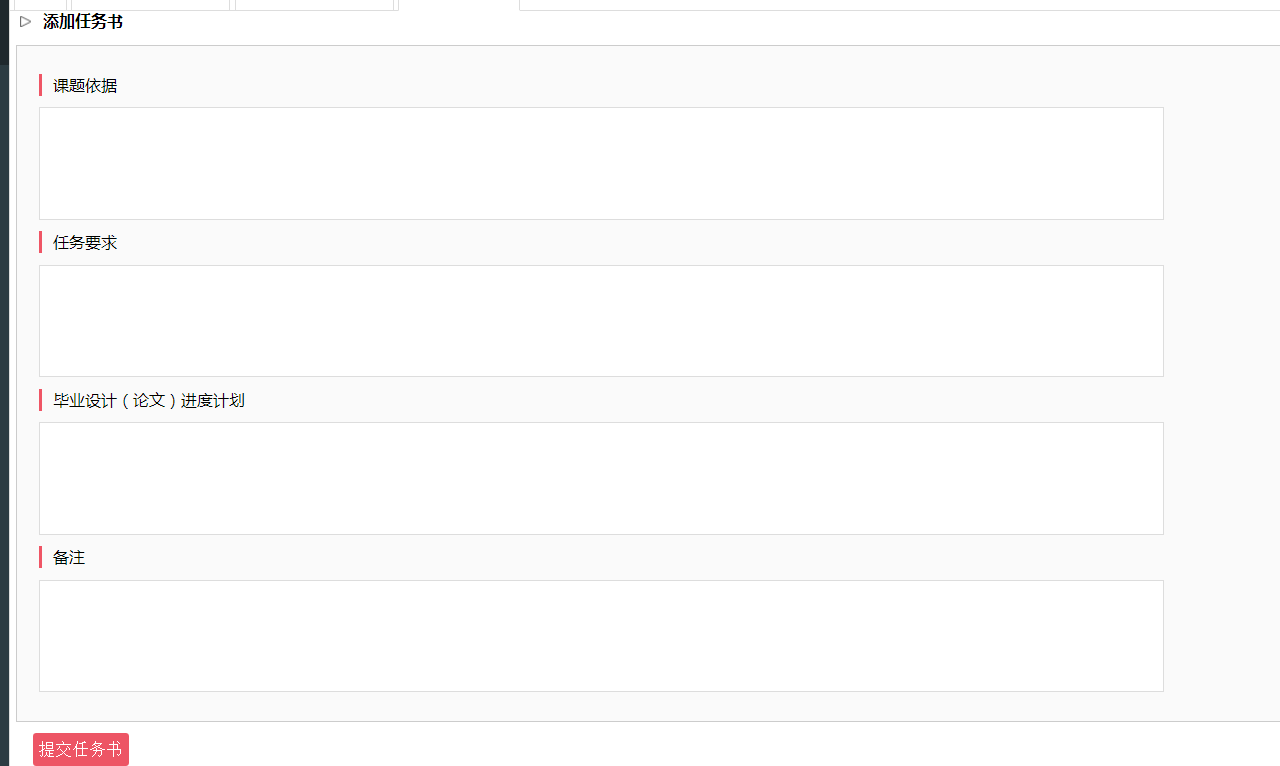 添加任务书
课题依据
任务要求
毕业设计（论文）进度计划
备注
提交任务书